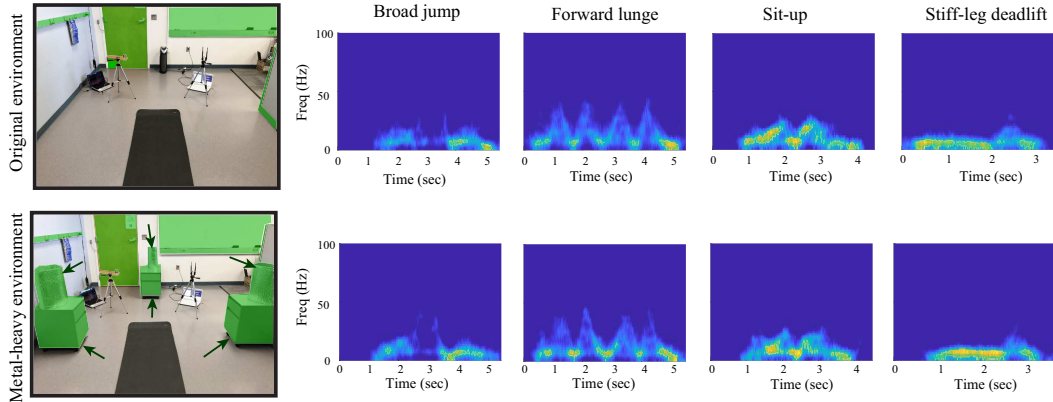 Broad jump Forward lunge Sit-up Stiff-leg deadlift
Original environment
Freq (Hz)
100
50
0
0 1 2 3 4 5
0 1 2 3 4 5
0 1 2 3 4
0 1 2 3
Time (sec) Time (sec) Time (sec) Time (sec)
Metal-heavy environment
Freq (Hz)
100
50
0
0 1 2 3 4 5
0 1 2 3 4 5
0 1 2 3 4
0 1 2 3
Time (sec) Time (sec) Time (sec) Time (sec)